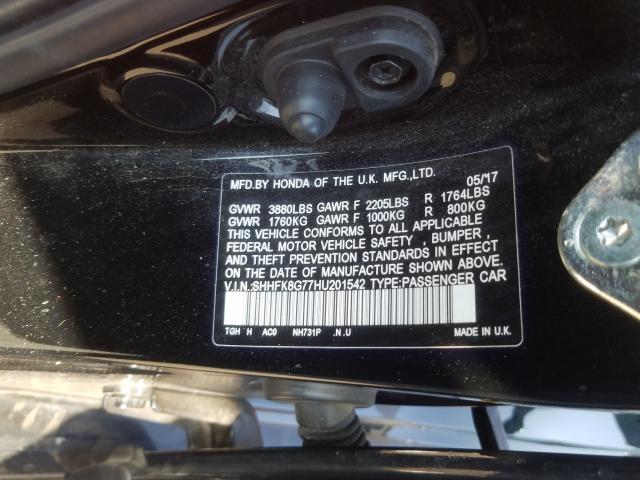 MFD.BY HONDA OF THE U.K. MFG.,LTD. 05/17
GVWR 3880LBS GAWR F 2205LBS R 1764LBS
GVWR 1760KG GAWR F 1000KG R 800KG
THIS VEHICLE CONFORMS TO ALL APPLICABLE
FEDERAL MOTOR VEHICLE SAFETY , BUMPER ,
AND THEFT PREVENTION STANDARDS IN EFFECT
ON THE DATE OF MANUFACTURE SHOWN ABOVE.
V.I.N.:SHHFK8G77HU201542 TYPE:PASSENGER CAR
TGH H AC0 NH731P .N.U MADE IN U.K.